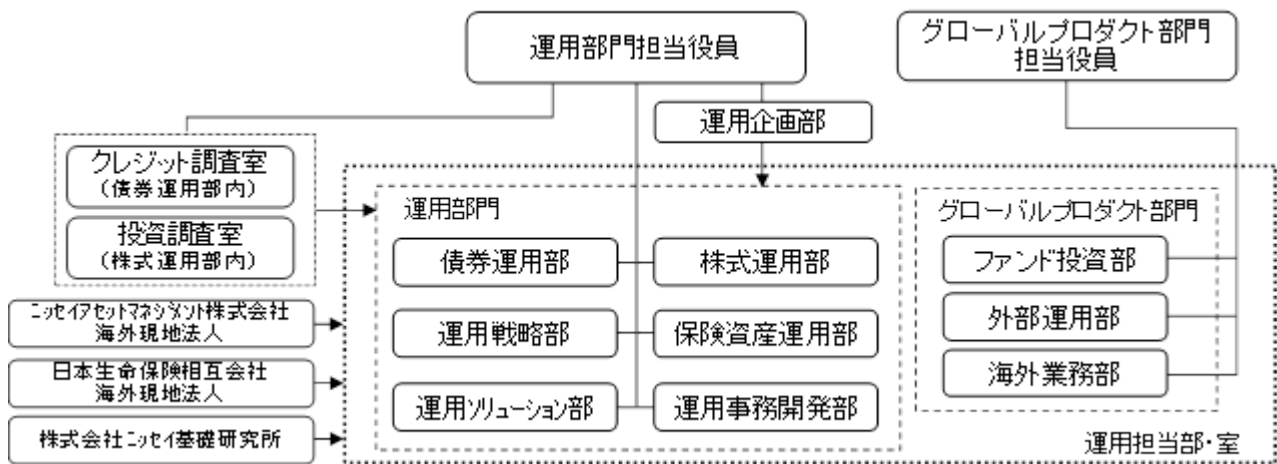 運用部門担当役員
グローバルプロダクト部門
担当役員
運用企画部
クレジット調査室
(債券運用部内)
投資調査室
(株式運用部内)
運用部門
債券運用部
株式運用部
運用戦略部
保険資産運用部
運用ソリューション部
運用事務開発部
グローバルプロダクト部門
ファンド投資部
外部運用部
海外業務部
ニッセイアセットマネジメント株式会社
海外現地法人
日本生命保険相互会社
海外現地法人
株式会社ニッセイ基礎研究所
運用担当部・室